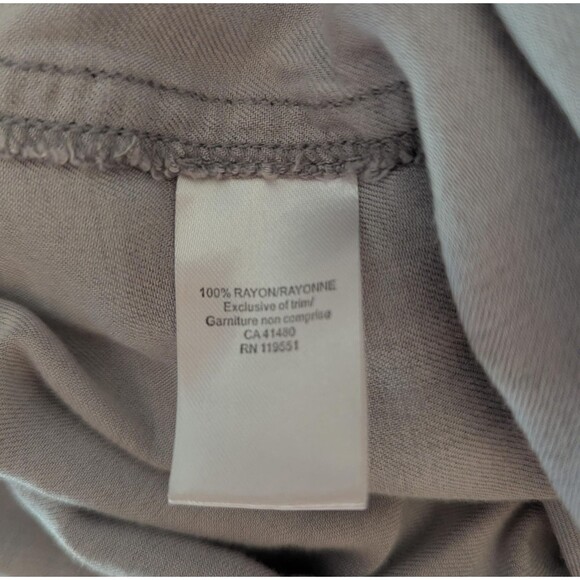 100% RAYON/RAYONNE
Exclusive of trim/
Garniture non comprise
CA 41480
RN 119551